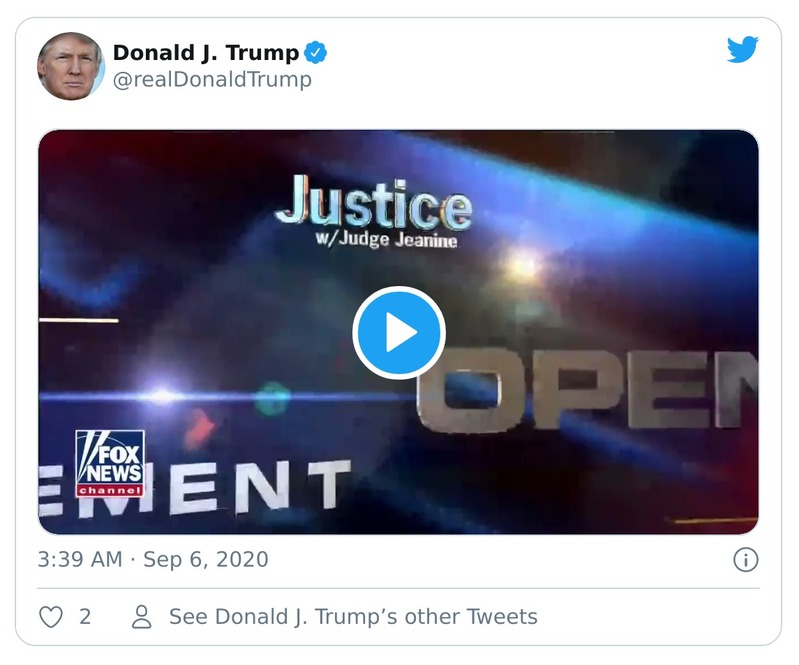 Donald J. Trump
@realDonaldTrump
Justice
w/Judge Jeanine
OPEN
FOX
NEWS
channel
EMENT
3:39 AM · Sep 6, 2020
2
See Donald J. Trump’s other Tweets